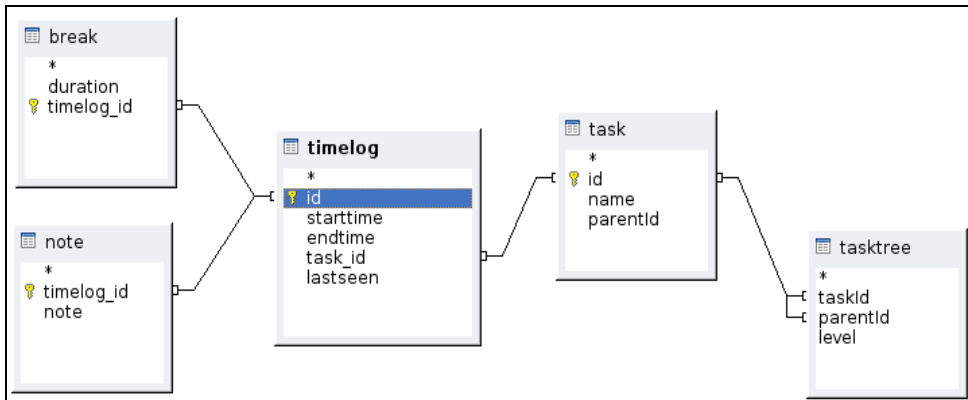 break
*
duration
timelog_id
note
*
timelog_id
note
timelog
*
id
starttime
endtime
task_id
lastseen
task
*
id
name
parentId
tasktree
*
taskId
parentId
level